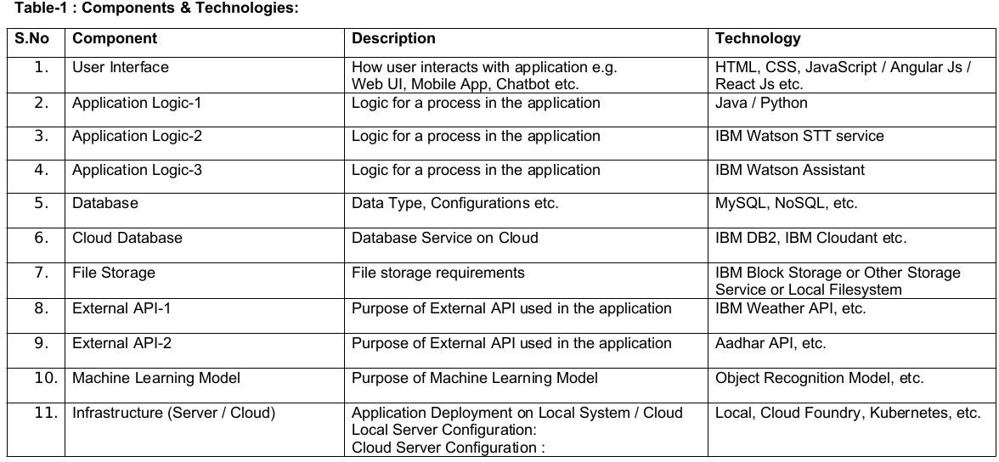 Table-1 : Components & Technologies:
S.No Component Description Technology
1. User Interface How user interacts with application e.g. HTML, CSS, JavaScript / Angular Js /
Web UI, Mobile App, Chatbot etc. React Js etc.
2. Application Logic-1 Logic for a process in the application Java / Python
3. Application Logic-2 Logic for a process in the application IBM Watson STT service
4. Application Logic-3 Logic for a process in the application IBM Watson Assistant
5. Database Data Type, Configurations etc. MySQL, NoSQL, etc.
6. Cloud Database Database Service on Cloud IBM DB2, IBM Cloudant etc.
7. File Storage File storage requirements IBM Block Storage or Other Storage
Service or Local Filesystem
8. External API-1 Purpose of External API used in the application IBM Weather API, etc.
9. External API-2 Purpose of External API used in the application Aadhar API, etc.
10. Machine Learning Model Purpose of Machine Learning Model Object Recognition Model, etc.
11. Infrastructure (Server / Cloud) Application Deployment on Local System / Cloud Local, Cloud Foundry, Kubernetes, etc.
Local Server Configuration:
Cloud Server Configuration :